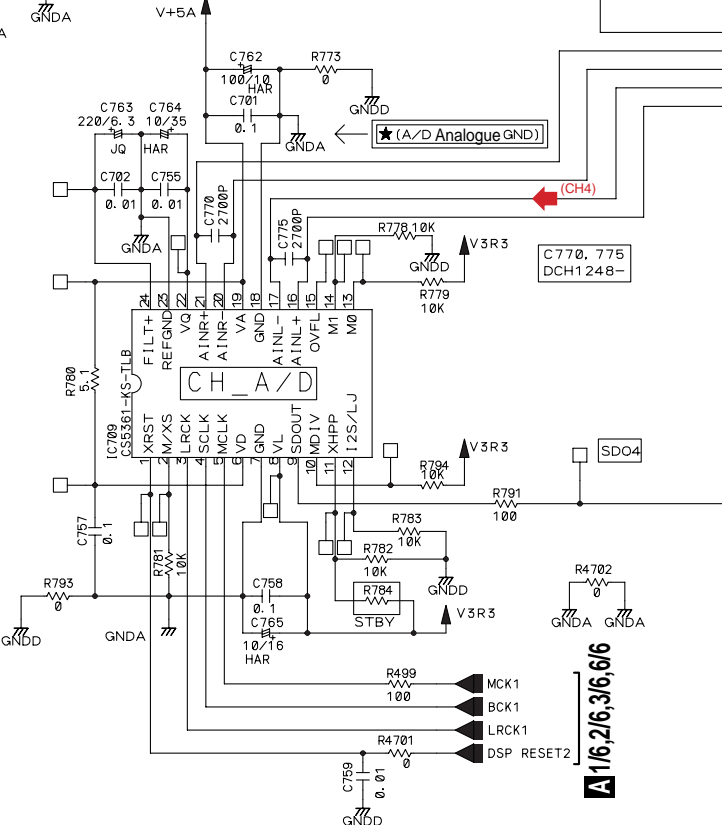 GNDA
A
V+5A
C762
100/10
HAR
R773
0
GNDD
C701
0.1
GNDA
★(A/D Analogue GND)
C763
220/6.3
JQ
C764
10/35
HAR
C702
0.01
C755
0.01
GNDA
C770
2700P
C775
2700P
(CH4)
R778 10K
GNDD
V3R3
R779
10K
C770, 775
DCH1248-
24 23 22 21 20 19 18 17 16 15 14 13
FILT+
REFGND
VQ
AINR+
AINR-
VA
GND
AINL-
AINL+
OVFL
M1
M0
CH_A/D
IC709
CS5361-KS-TLB
R780
5.1
XRST
M/XS
LRCK
SCLK
MCLK
VD
GND
VL
SDOUT
MDIV
XHPP
I2S/LJ
1 2 3 4 5 6 7 8 9 10 11 12
V3R3
R794
10K
SDO4
R791
100
C757
0.1
R781
10K
R783
10K
R782
10K
R784
STBY
GNDD
V3R3
R793
0
GNDD
GNDA
C758
0.1
C765
10/16
HAR
R4702
0
GNDA
GNDA
R499
100
MCK1
BCK1
LRCK1
R4701
0
DSP RESET2
C759
0.01
GNDD
A 1/6,2/6,3/6,6/6